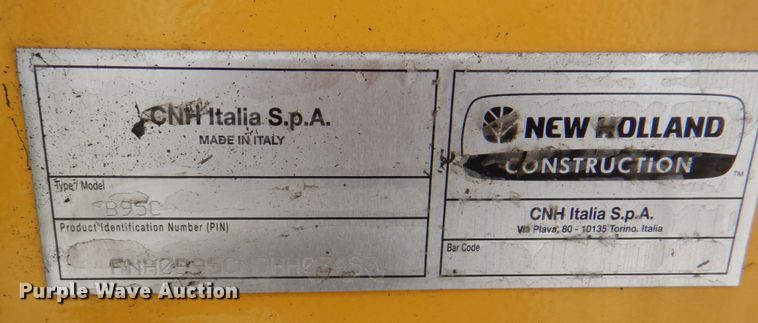 CNH Italia S.p.A.
MADE IN ITALY
Type / Model
B95C
Product Identification Number (PIN)
NEW HOLLAND
CONSTRUCTION
TM
CNH Italia S.p.A.
Via Plava, 80 - 10135 Torino. Italia
Bar Code
Purple Wave Auction